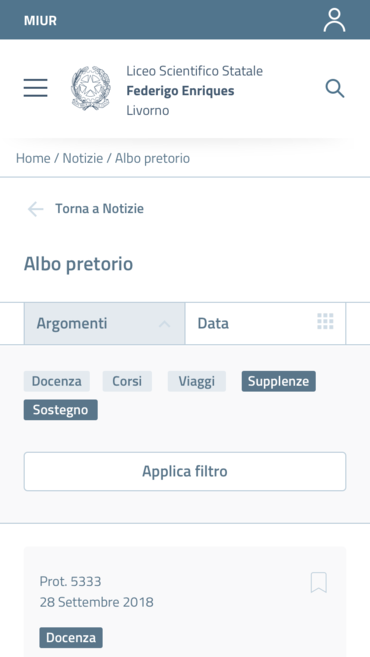 MIUR
Liceo Scientifico Statale
Federigo Enriques
Livorno
Home / Notizie / Albo pretorio
Torna a Notizie
Albo pretorio
Argomenti Data
Docenza Corsi Viaggi Supplenze
Sostegno
Applica filtro
Prot. 5333
28 Settembre 2018
Docenza